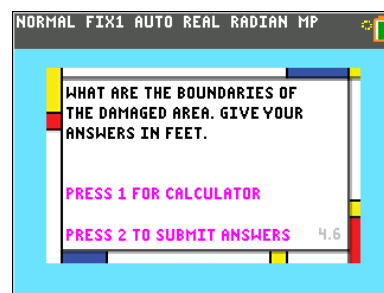 NORMAL FIX1 AUTO REAL RADIAN MP
WHAT ARE THE BOUNDARIES OF
THE DAMAGED AREA. GIVE YOUR
ANSWERS IN FEET.
PRESS 1 FOR CALCULATOR
PRESS 2 TO SUBMIT ANSWERS 4.6